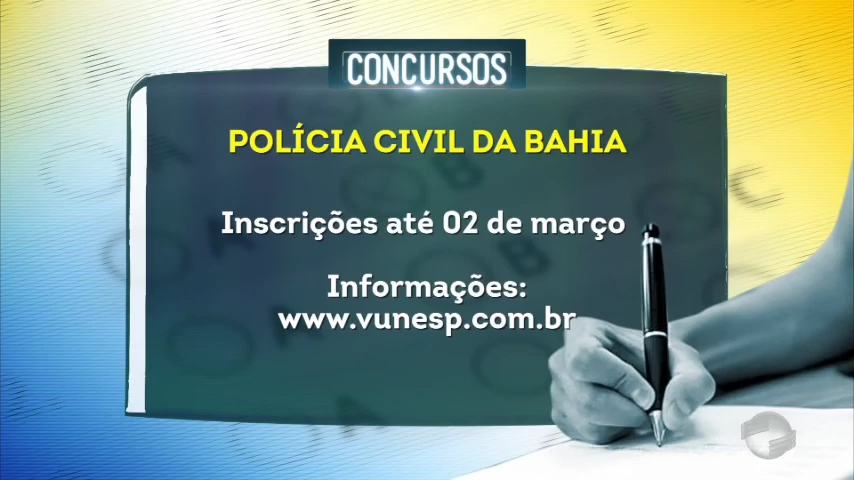 CONCURSOS
POLÍCIA CIVIL DA BAHIA
Inscrições até 02 de março
Informações:
www.vunesp.com.br
A
B
C
A
B
C
A
B
A